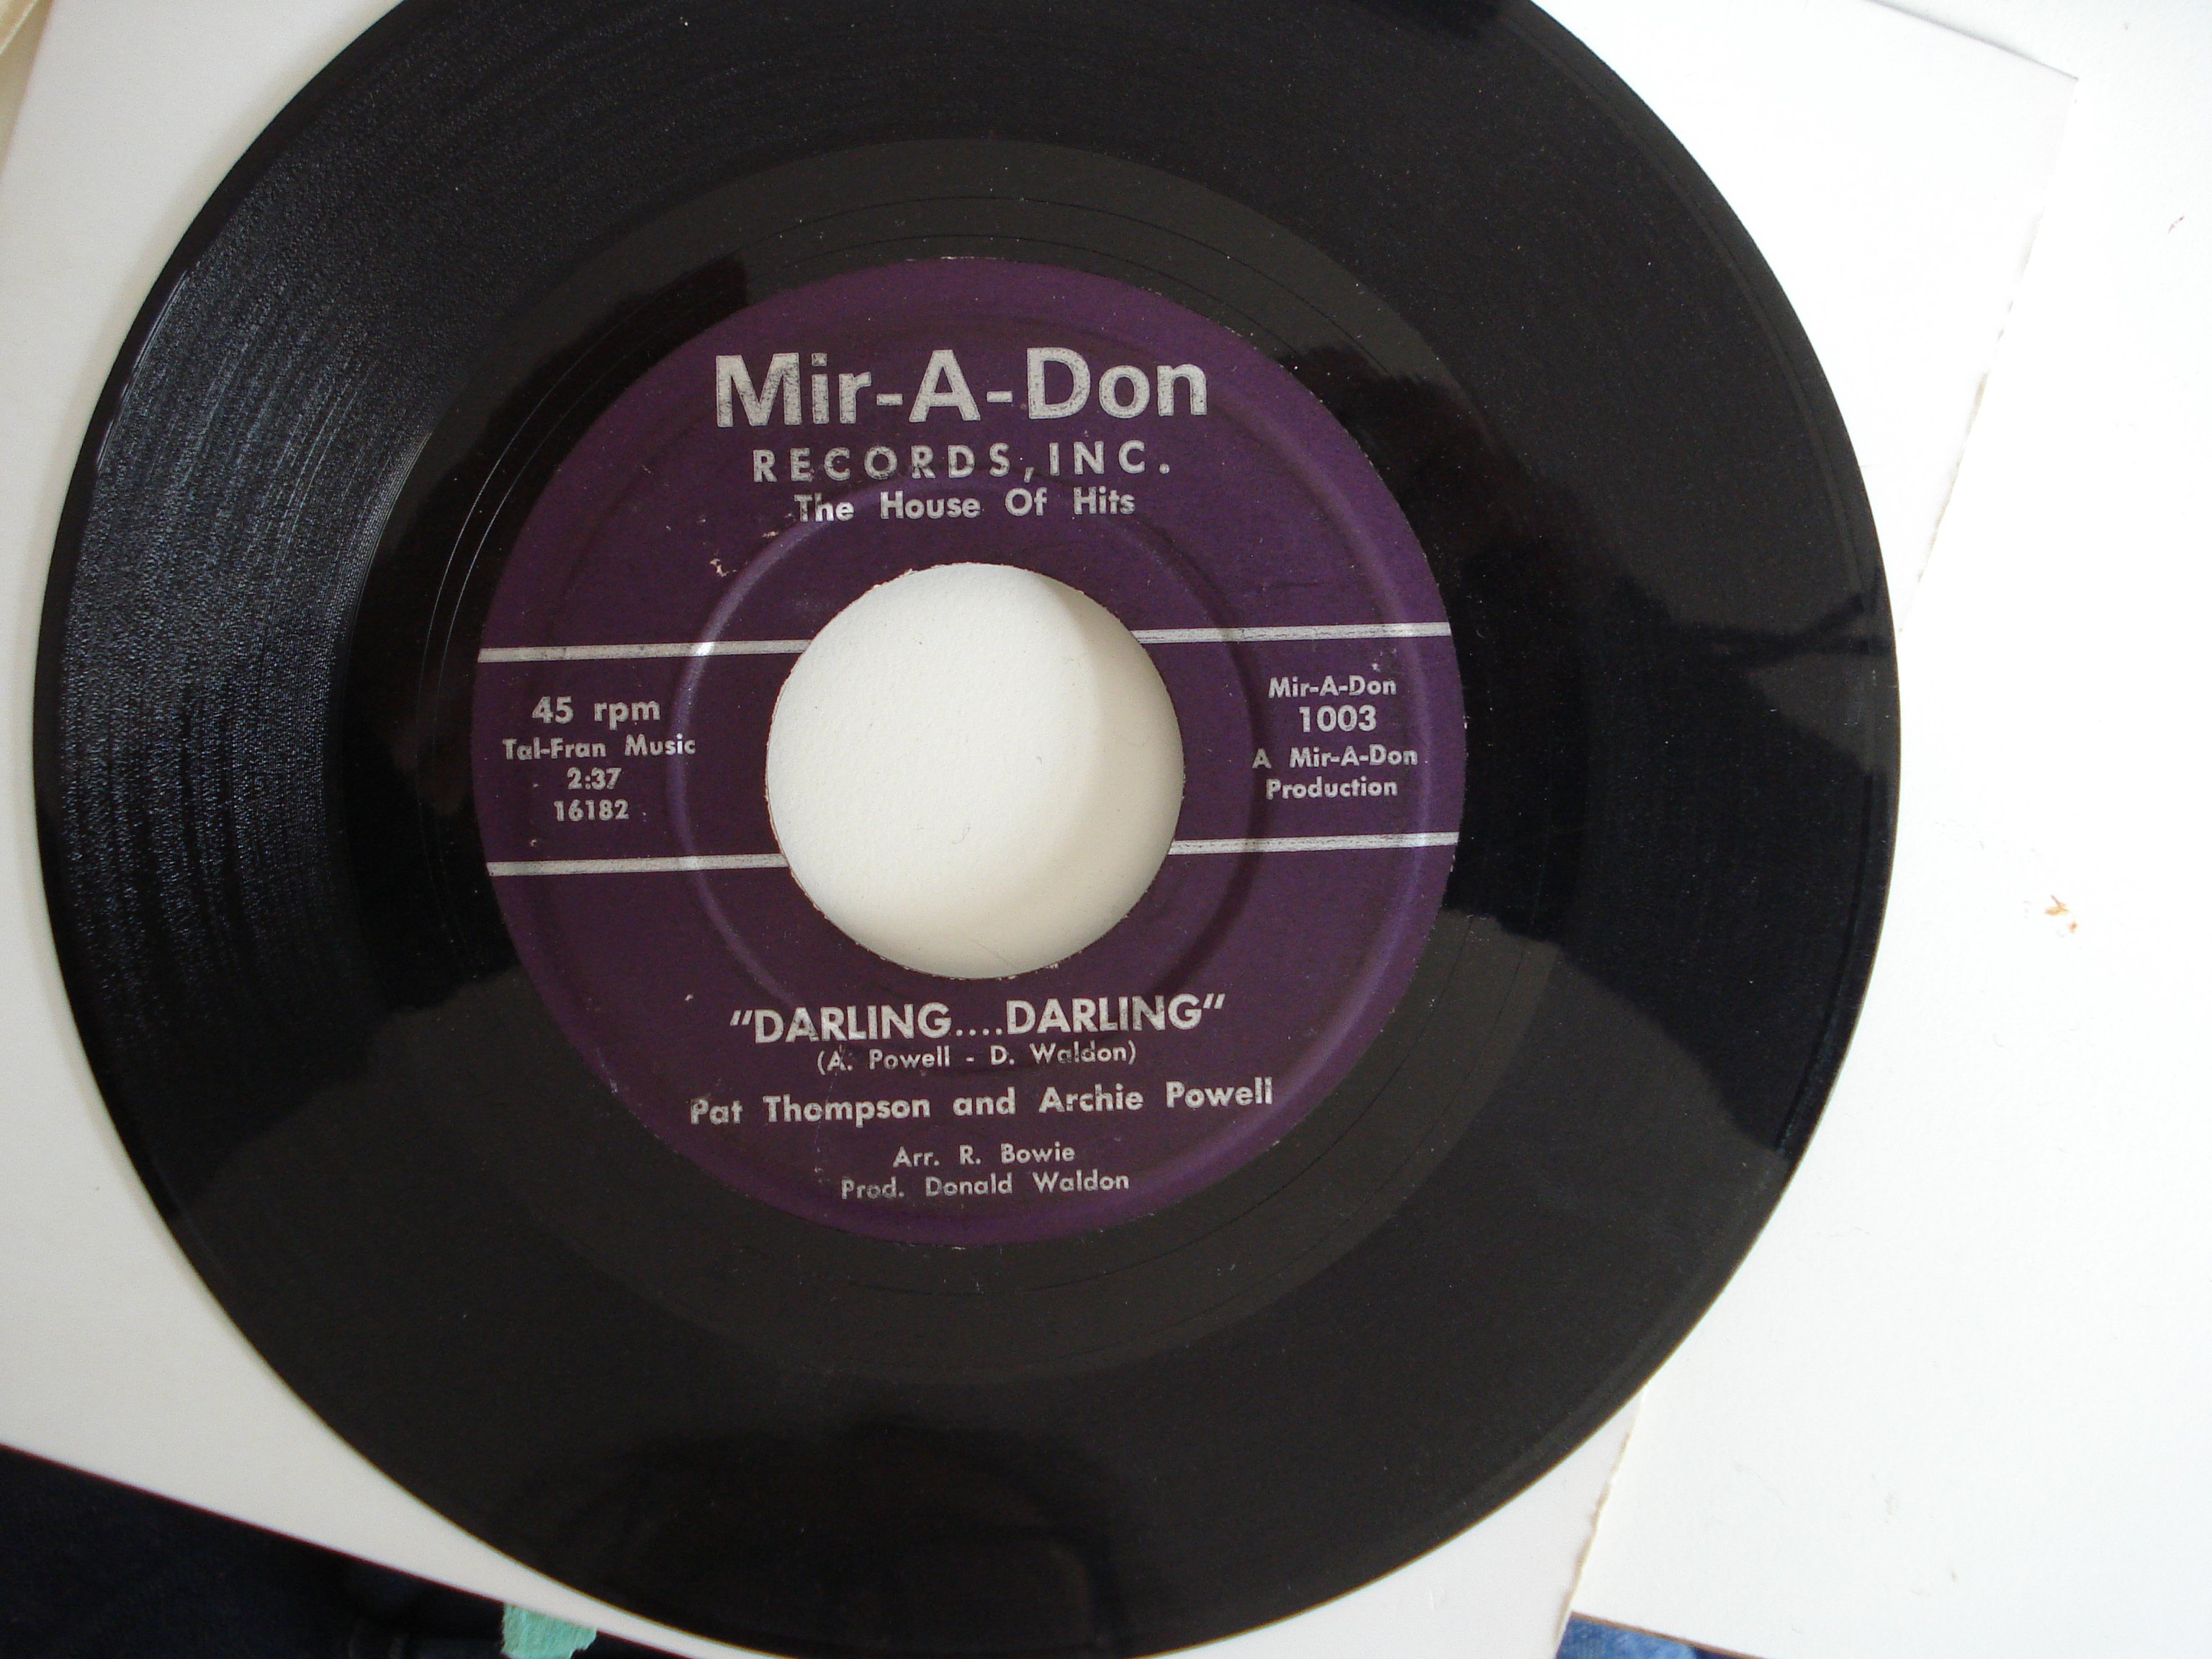 Mir-A-Don
RECORDS, INC.
The House Of Hits
45 rpm
Tal-Fran Music
2:37
16182
Mir-A-Don
1003
A Mir-A-Don
Production
"DARLING....DARLING"
(A. Powell - D. Waldon)
Pat Thompson and Archie Powell
Arr. R. Bowie
Prod. Donald Waldon